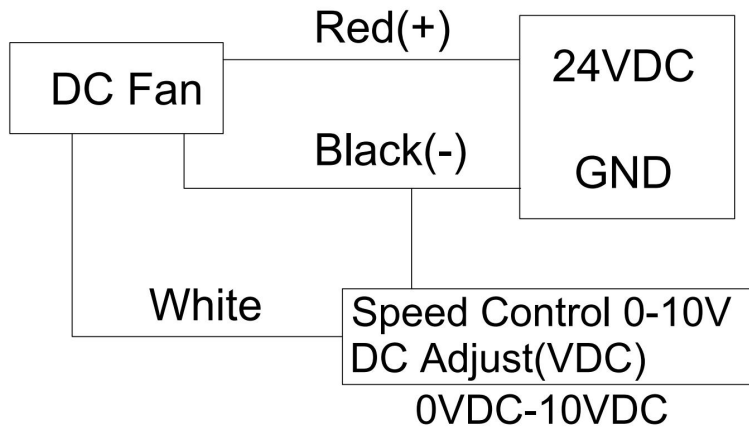 Red(+)
DC Fan
24VDC
Black(-)
GND
White
Speed Control 0-10V
DC Adjust(VDC)
0VDC-10VDC